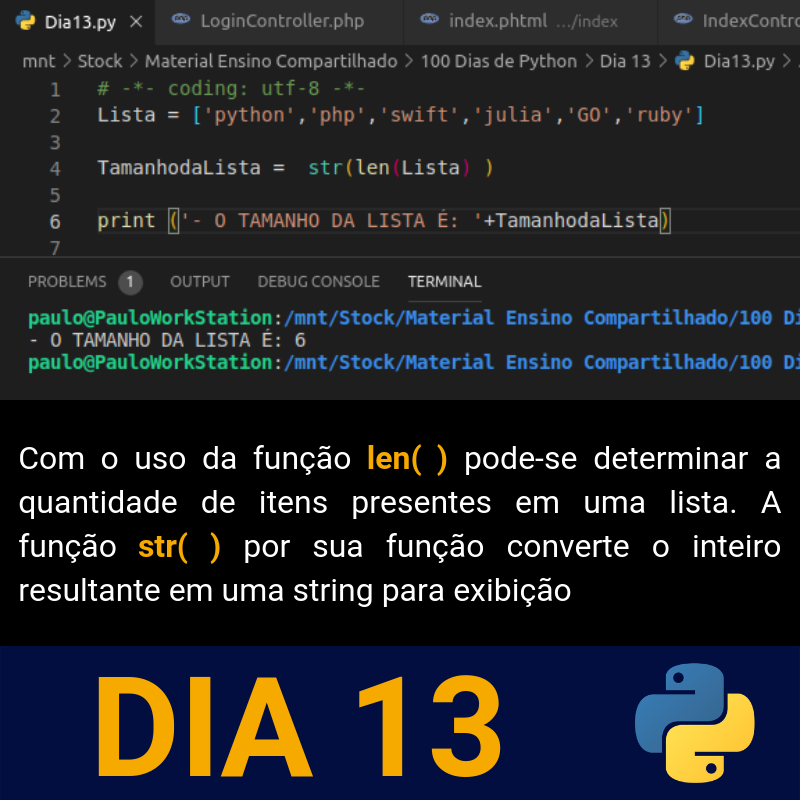 Dia13.py LoginController.php index.phtml .../index IndexContro
mnt > Stock > Material Ensino Compartilhado > 100 Dias de Python > Dia 13 > Dia13.py >
1 # -*- coding: utf-8 -*-
2 Lista = ['python','php','swift','julia','GO','ruby']
3
4 TamanhodaLista =  str(len(Lista) )
5
6 print ('- O TAMANHO DA LISTA É: '+TamanhodaLista)
7
PROBLEMS 1 OUTPUT DEBUG CONSOLE TERMINAL
paulo@PauloWorkStation:/mnt/Stock/Material Ensino Compartilhado/100 Di
- O TAMANHO DA LISTA É: 6
paulo@PauloWorkStation:/mnt/Stock/Material Ensino Compartilhado/100 Di
Com o uso da função len( ) pode-se determinar a
quantidade de itens presentes em uma lista. A
função str( ) por sua função converte o inteiro
resultante em uma string para exibição
DIA 13